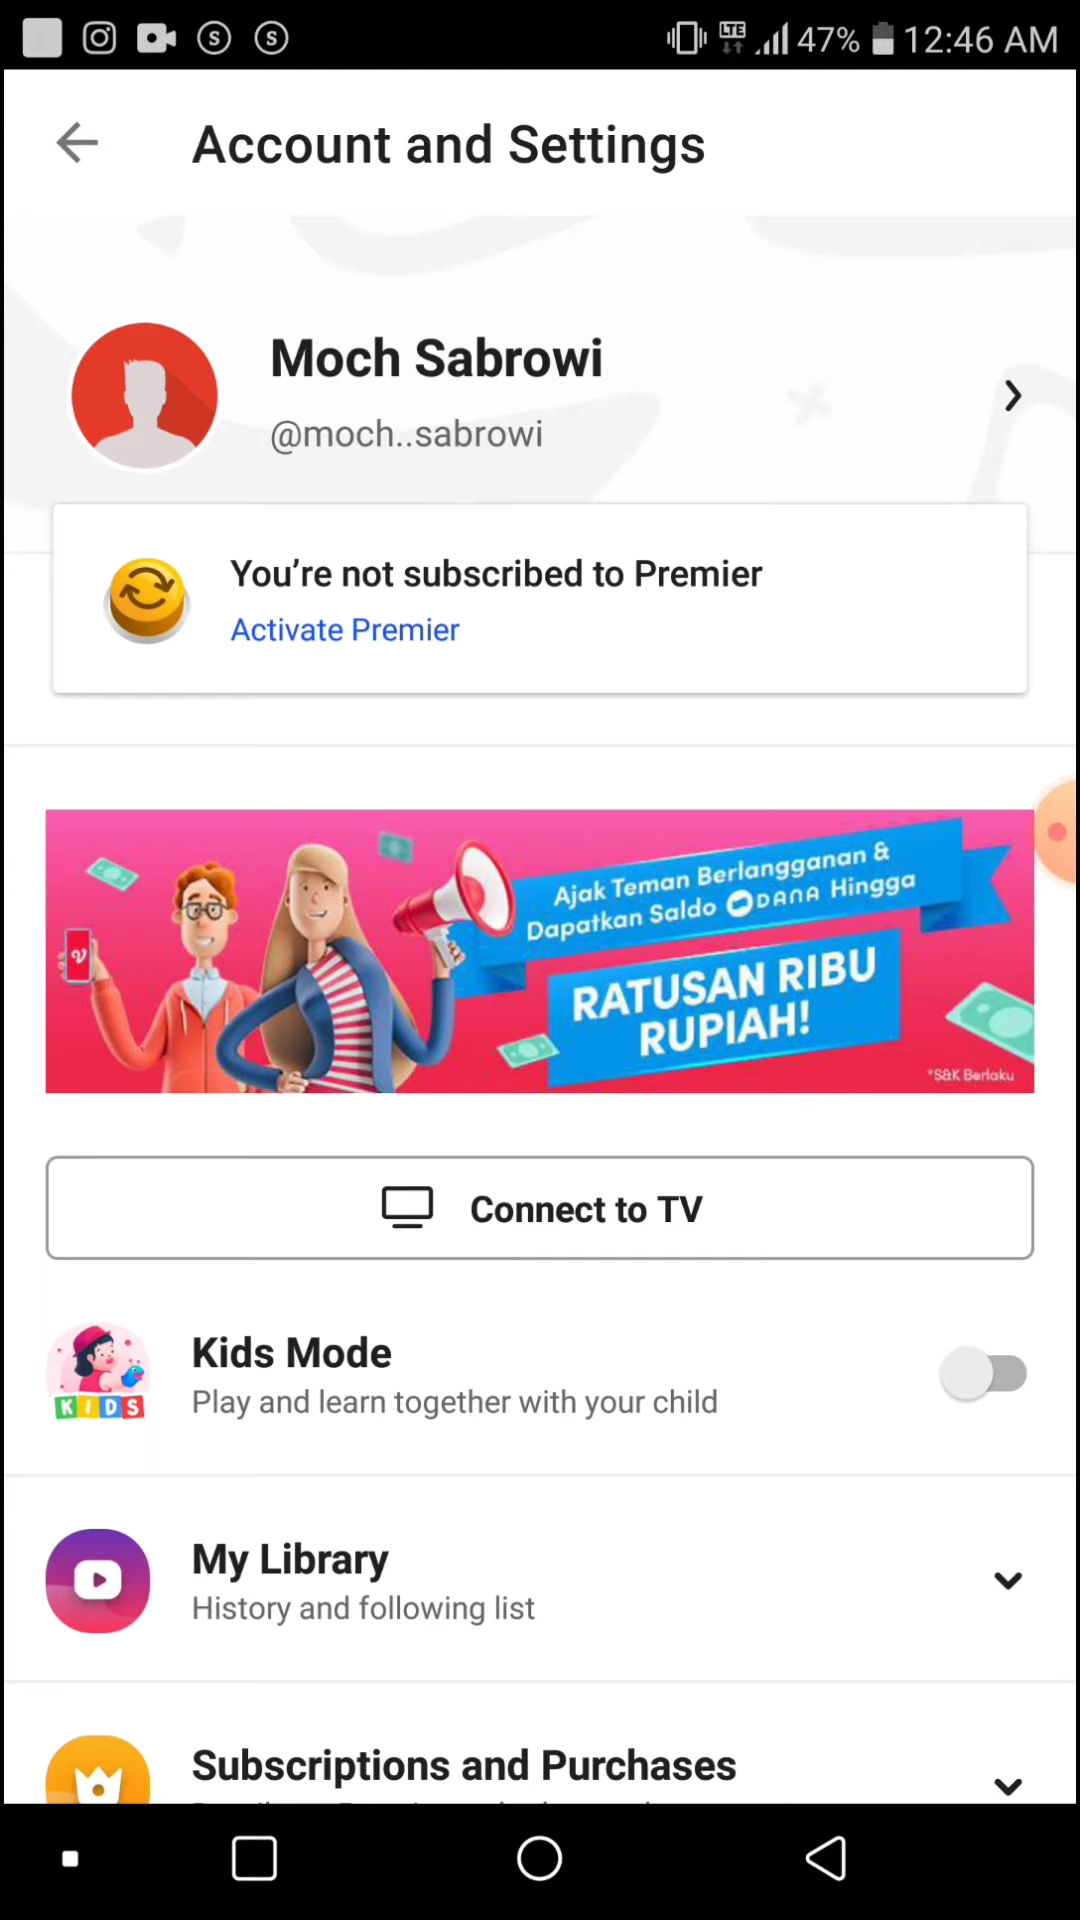 47% 12:46 AM
Account and Settings
Moch Sabrowi
@moch..sabrowi
You’re not subscribed to Premier
Activate Premier
Ajak Teman Berlangganan &
Dapatkan Saldo DANA Hingga
RATUSAN RIBU
RUPIAH!
*S&K Berlaku
Connect to TV
KIDS
Kids Mode
Play and learn together with your child
My Library
History and following list
Subscriptions and Purchases